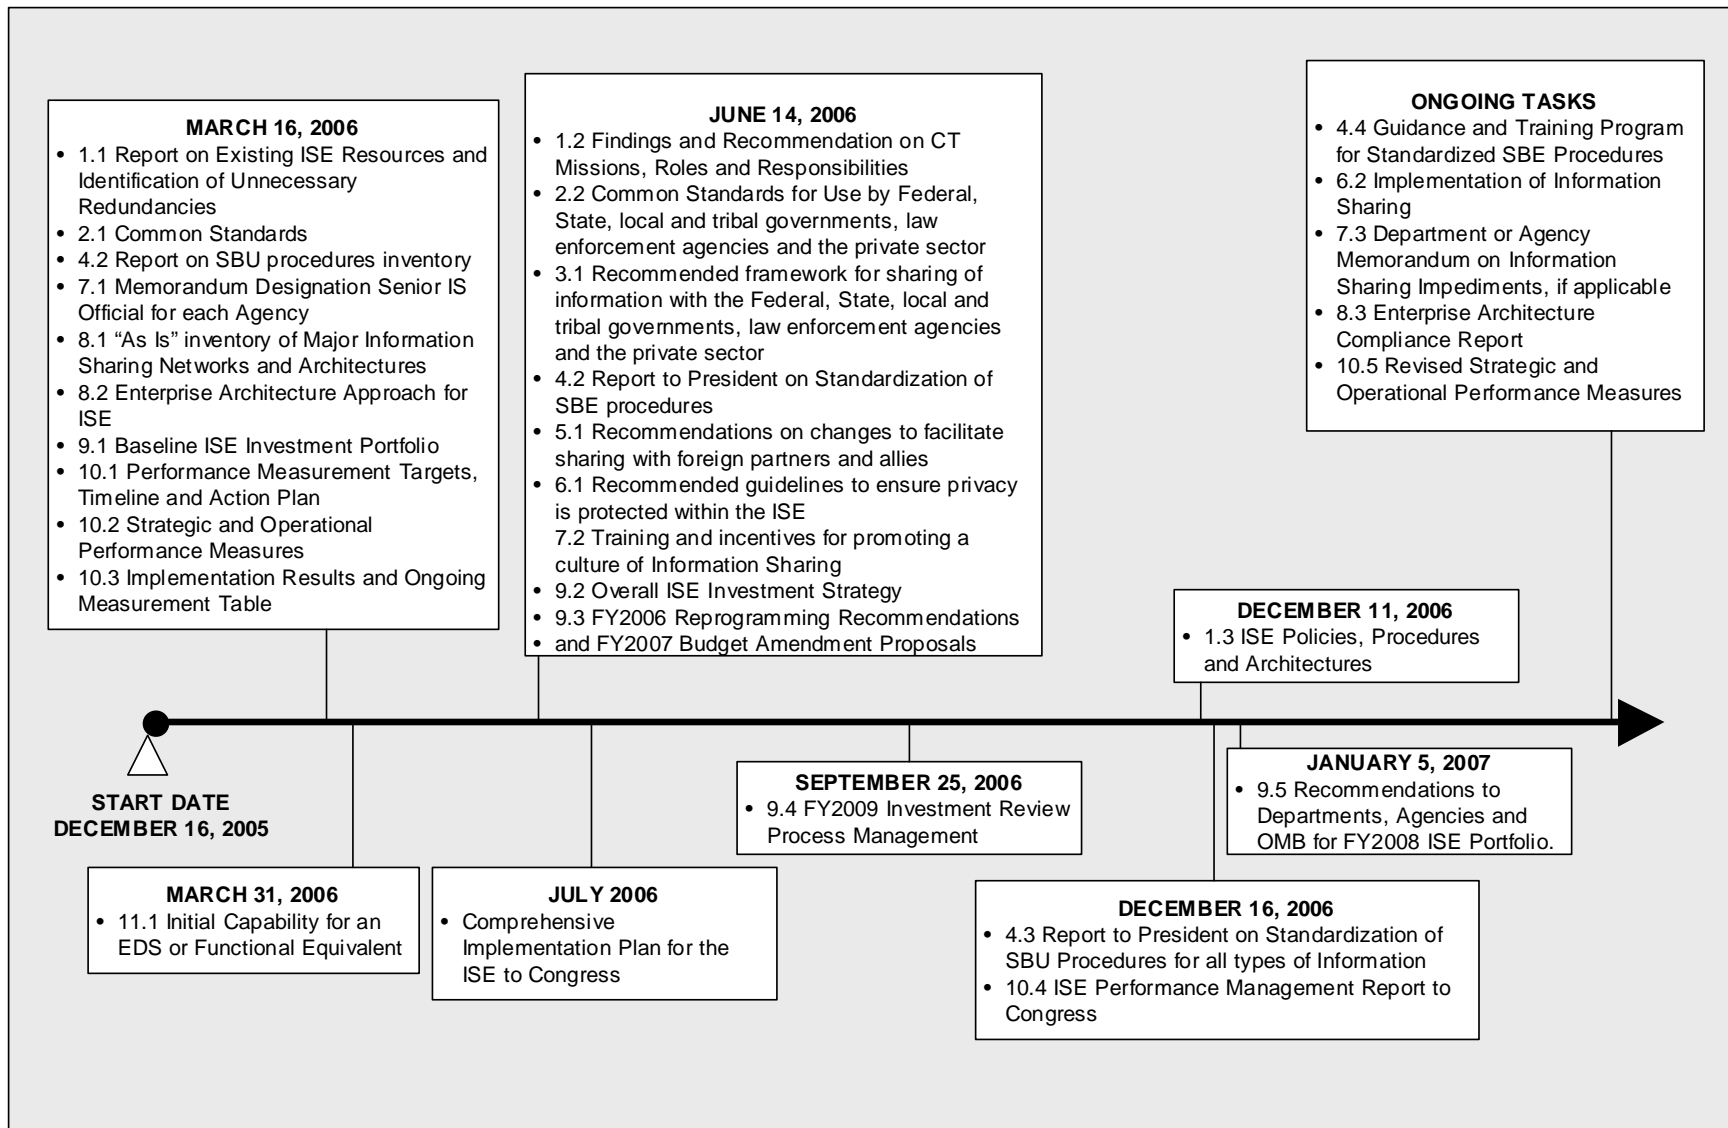 MARCH 16, 2006
• 1.1 Report on Existing ISE Resources and
Identification of Unnecessary
Redundancies
• 2.1 Common Standards
• 4.2 Report on SBU procedures inventory
• 7.1 Memorandum Designation Senior IS
Official for each Agency
• 8.1 “As Is” inventory of Major Information
Sharing Networks and Architectures
• 8.2 Enterprise Architecture Approach for
ISE
• 9.1 Baseline ISE Investment Portfolio
• 10.1 Performance Measurement Targets,
Timeline and Action Plan
• 10.2 Strategic and Operational
Performance Measures
• 10.3 Implementation Results and Ongoing
Measurement Table
JUNE 14, 2006
• 1.2 Findings and Recommendation on CT
Missions, Roles and Responsibilities
• 2.2 Common Standards for Use by Federal,
State, local and tribal governments, law
enforcement agencies and the private sector
• 3.1 Recommended framework for sharing of
information with the Federal, State, local and
tribal governments, law enforcement agencies
and the private sector
• 4.2 Report to President on Standardization of
SBE procedures
• 5.1 Recommendations on changes to facilitate
sharing with foreign partners and allies
• 6.1 Recommended guidelines to ensure privacy
is protected within the ISE
7.2 Training and incentives for promoting a
culture of Information Sharing
• 9.2 Overall ISE Investment Strategy
• 9.3 FY2006 Reprogramming Recommendations
• and FY2007 Budget Amendment Proposals
ONGOING TASKS
• 4.4 Guidance and Training Program
for Standardized SBE Procedures
• 6.2 Implementation of Information
Sharing
• 7.3 Department or Agency
Memorandum on Information
Sharing Impediments, if applicable
• 8.3 Enterprise Architecture
Compliance Report
• 10.5 Revised Strategic and
Operational Performance Measures
DECEMBER 11, 2006
• 1.3 ISE Policies, Procedures
and Architectures
START DATE
DECEMBER 16, 2005
MARCH 31, 2006
• 11.1 Initial Capability for an
EDS or Functional Equivalent
JULY 2006
• Comprehensive
Implementation Plan for the
ISE to Congress
SEPTEMBER 25, 2006
• 9.4 FY2009 Investment Review
Process Management
JANUARY 5, 2007
• 9.5 Recommendations to
Departments, Agencies and
OMB for FY2008 ISE Portfolio.
DECEMBER 16, 2006
• 4.3 Report to President on Standardization of
SBU Procedures for all types of Information
• 10.4 ISE Performance Management Report to
Congress